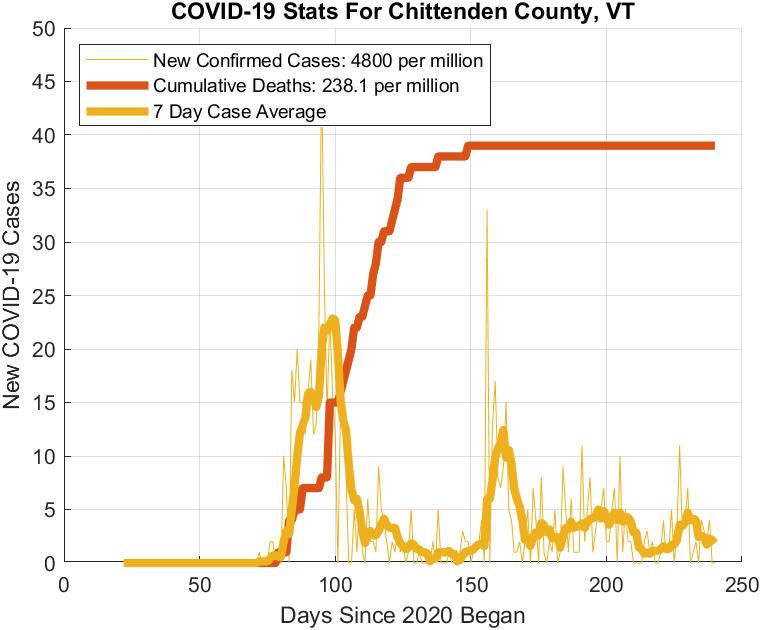 COVID-19 Stats For Chittenden County, VT
New Confirmed Cases: 4800 per million
Cumulative Deaths: 238.1 per million
7 Day Case Average
50
45
40
35
30
25
20
15
10
5
0
New COVID-19 Cases
0 50 100 150 200 250
Days Since 2020 Began